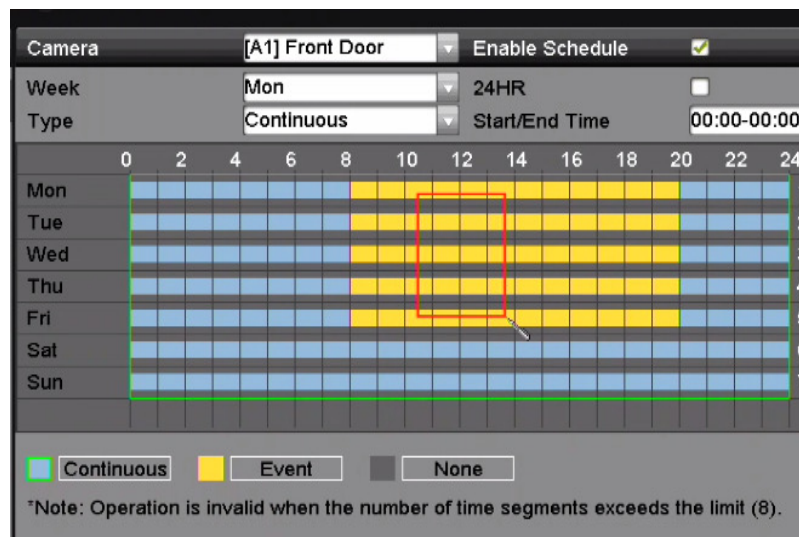 Camera [A1] Front Door Enable Schedule
Week Mon 24HR
Type Continuous Start/End Time 00:00-00:00
0 2 4 6 8 10 12 14 16 18 20 22 24
Mon
Tue
Wed
Thu
Fri
Sat
Sun
Continuous Event None
*Note: Operation is invalid when the number of time segments exceeds the limit (8).